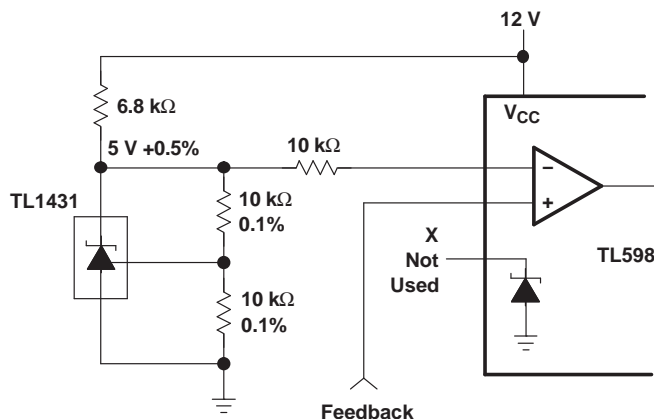 12 V
6.8 kΩ
VCC
5 V +0.5%
10 kΩ
−
TL1431
10 kΩ
0.1%
+
X
Not
Used
TL598
10 kΩ
0.1%
Feedback